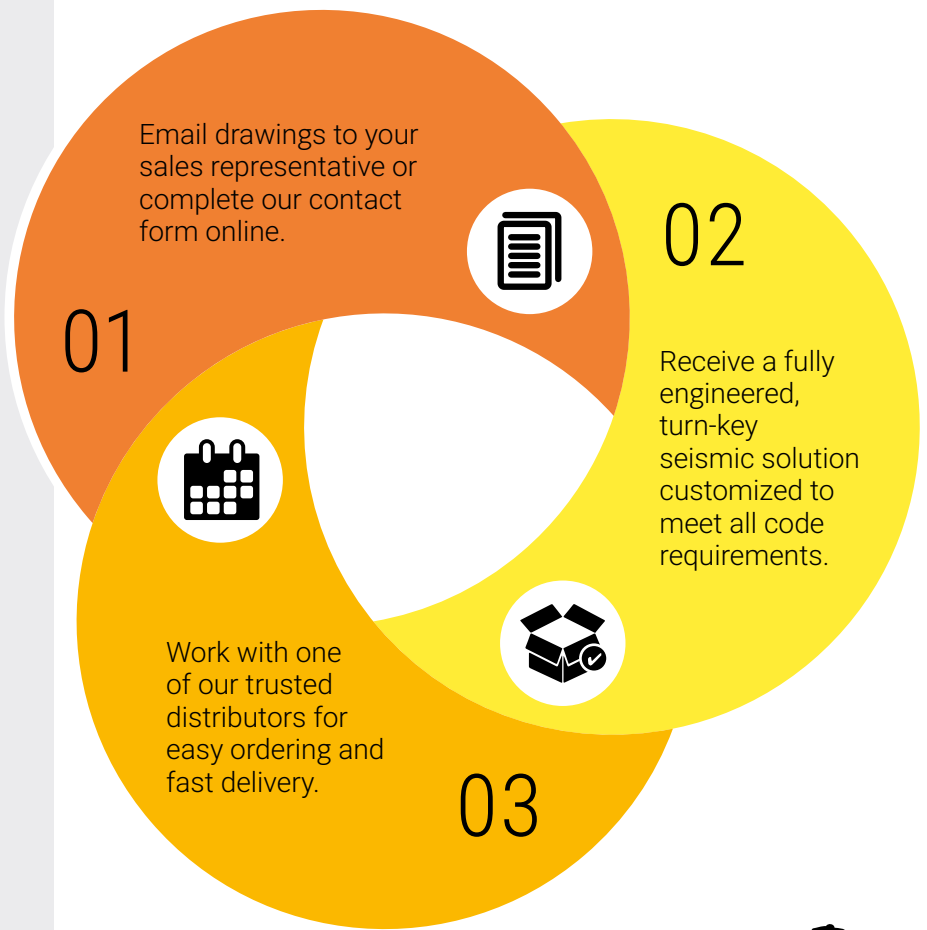 01
Email drawings to your
sales representative or
complete our contact
form online.
02
Receive a fully
engineered,
turn-key
seismic solution
customized to
meet all code
requirements.
03
Work with one
of our trusted
distributors for
easy ordering and
fast delivery.